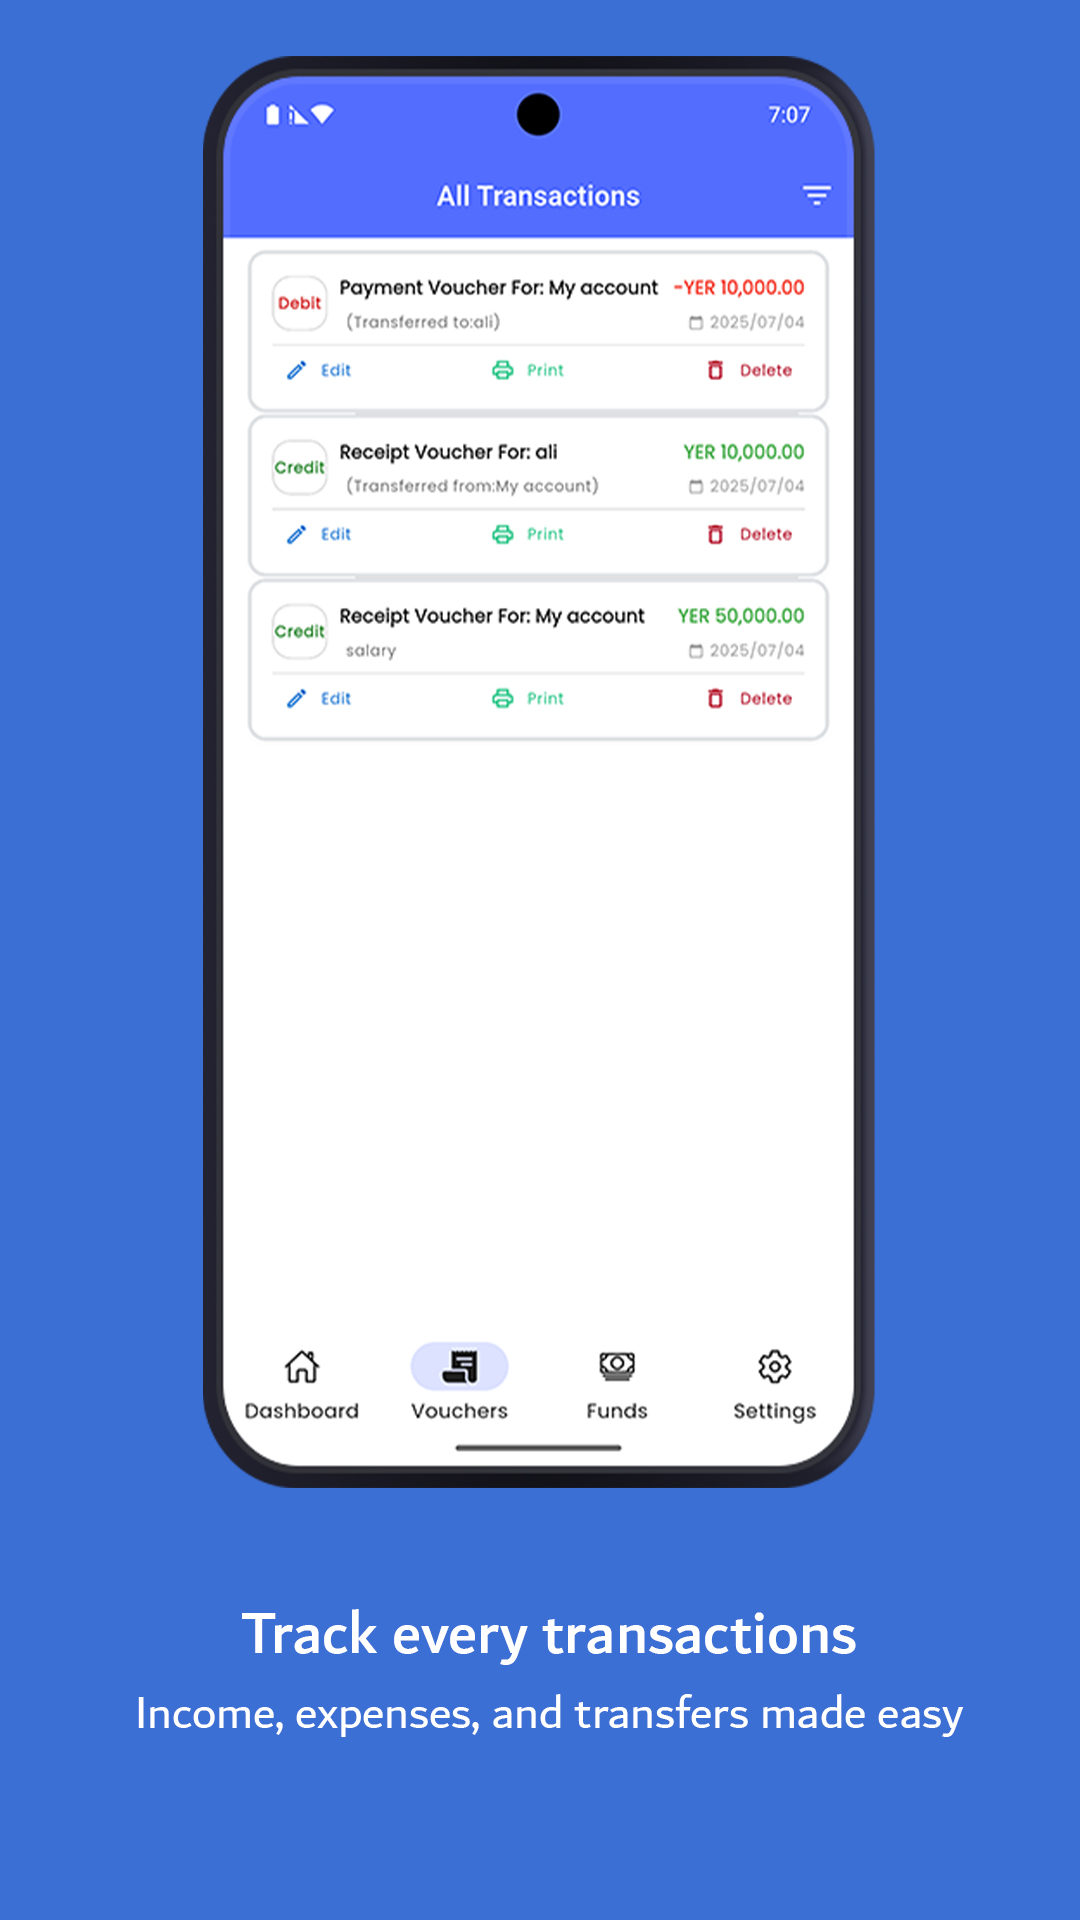 7:07
All Transactions
Debit
Payment Voucher For: My account
-YER 10,000.00
(Transferred to:ali)
2025/07/04
Edit
Print
Delete
Credit
Receipt Voucher For: ali
YER 10,000.00
(Transferred from:My account)
2025/07/04
Edit
Print
Delete
Credit
Receipt Voucher For: My account
YER 50,000.00
salary
2025/07/04
Edit
Print
Delete
Dashboard
Vouchers
Funds
Settings
Track every transactions
Income, expenses, and transfers made easy